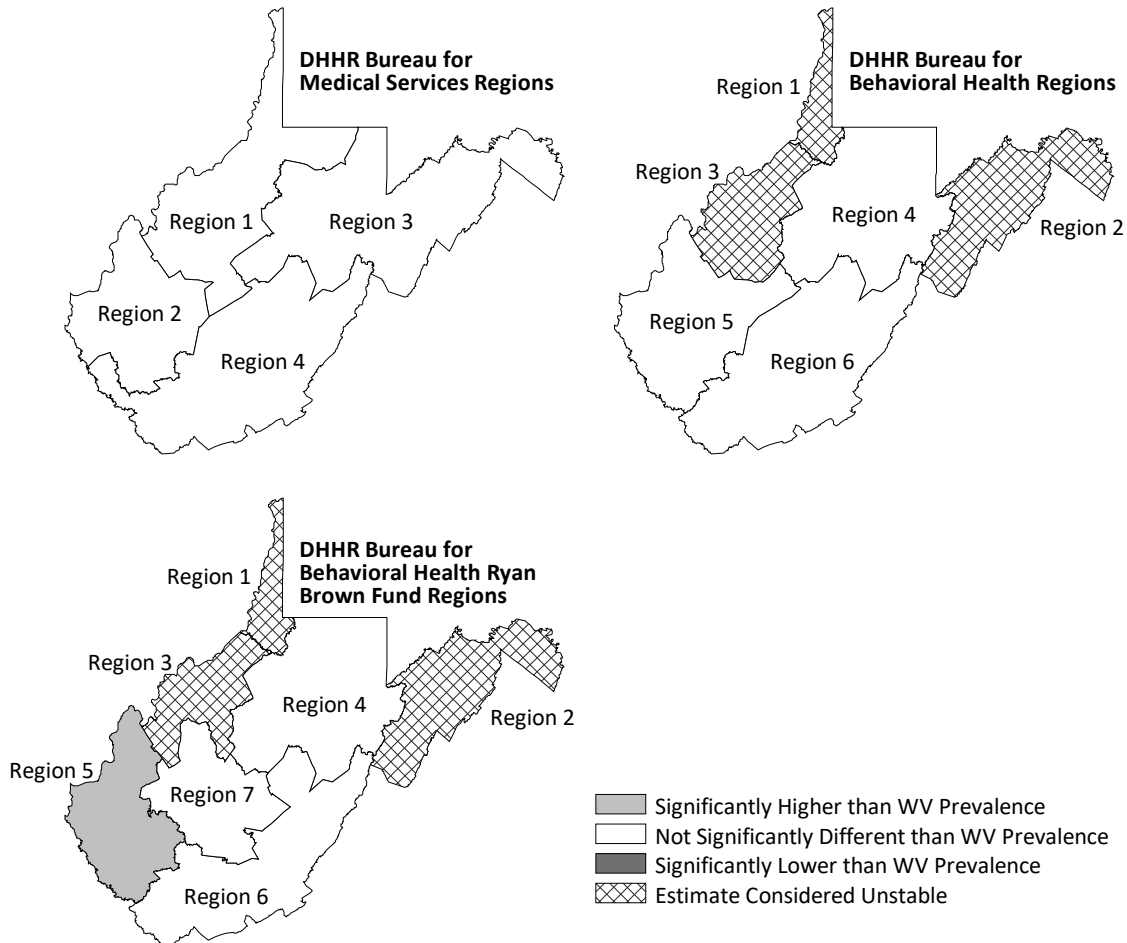 DHHR Bureau for
Medical Services Regions
Region 1
Region 3
Region 2
Region 4
DHHR Bureau for
Behavioral Health Regions
Region 1
Region 3
Region 4
Region 2
Region 5
Region 6
DHHR Bureau for
Behavioral Health Ryan
Brown Fund Regions
Region 1
Region 3
Region 4
Region 2
Region 5
Region 7
Region 6
Significantly Higher than WV Prevalence
Not Significantly Different than WV Prevalence
Significantly Lower than WV Prevalence
Estimate Considered Unstable